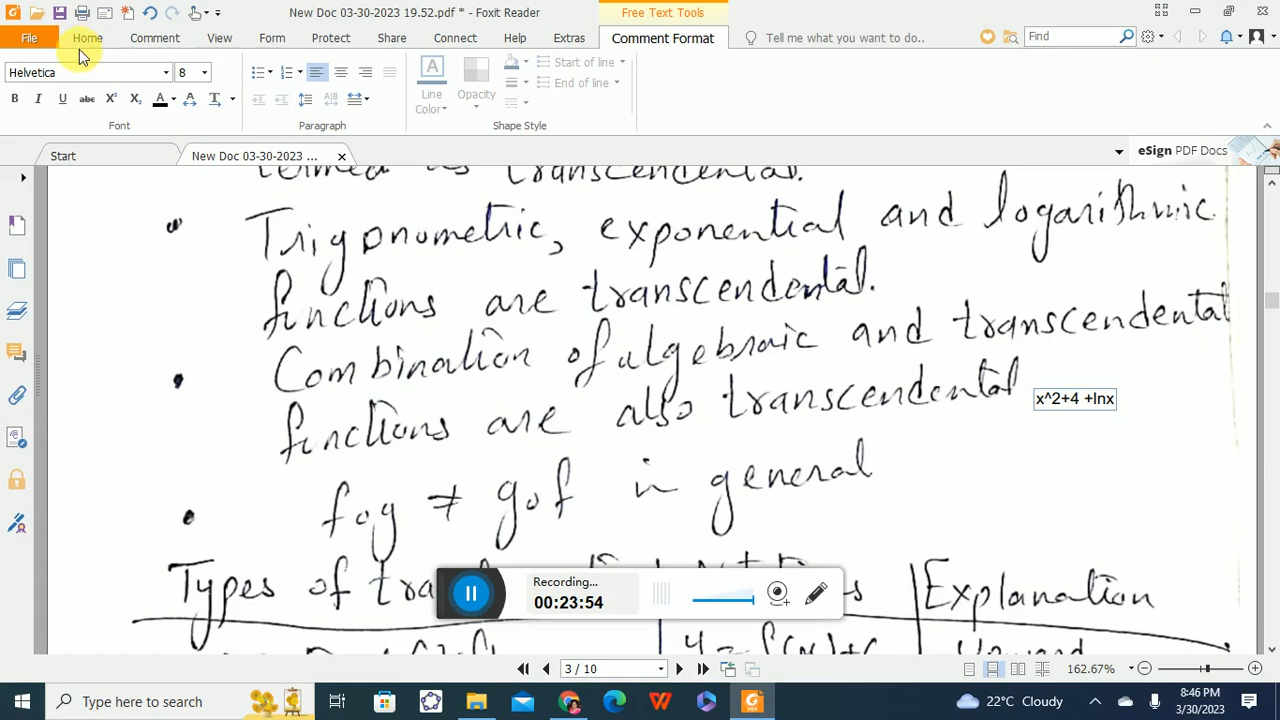 New Doc 03-30-2023 19.52.pdf * - Foxit Reader
Free Text Tools
File Home Comment View Form Protect Share Connect Help Extras Comment Format Tell me what you want to do.. Find
Helvetica 8
Start of line
End of line
Line Color
Opacity
Font Paragraph Shape Style
Start
New Doc 03-30-2023 ...
eSign PDF Docs
termed as transcendental.
Trigonometric, exponential and logarithmic
functions are transcendental.
Combination of algebraic and transcendental
functions are also transcendental
x^2+4 +lnx
fog ≠ gof in general
Types of Explanation
Recording...
00:23:54
y = f(x)+c
3 / 10
162.67%
Type here to search
22°C Cloudy
8:46 PM
3/30/2023